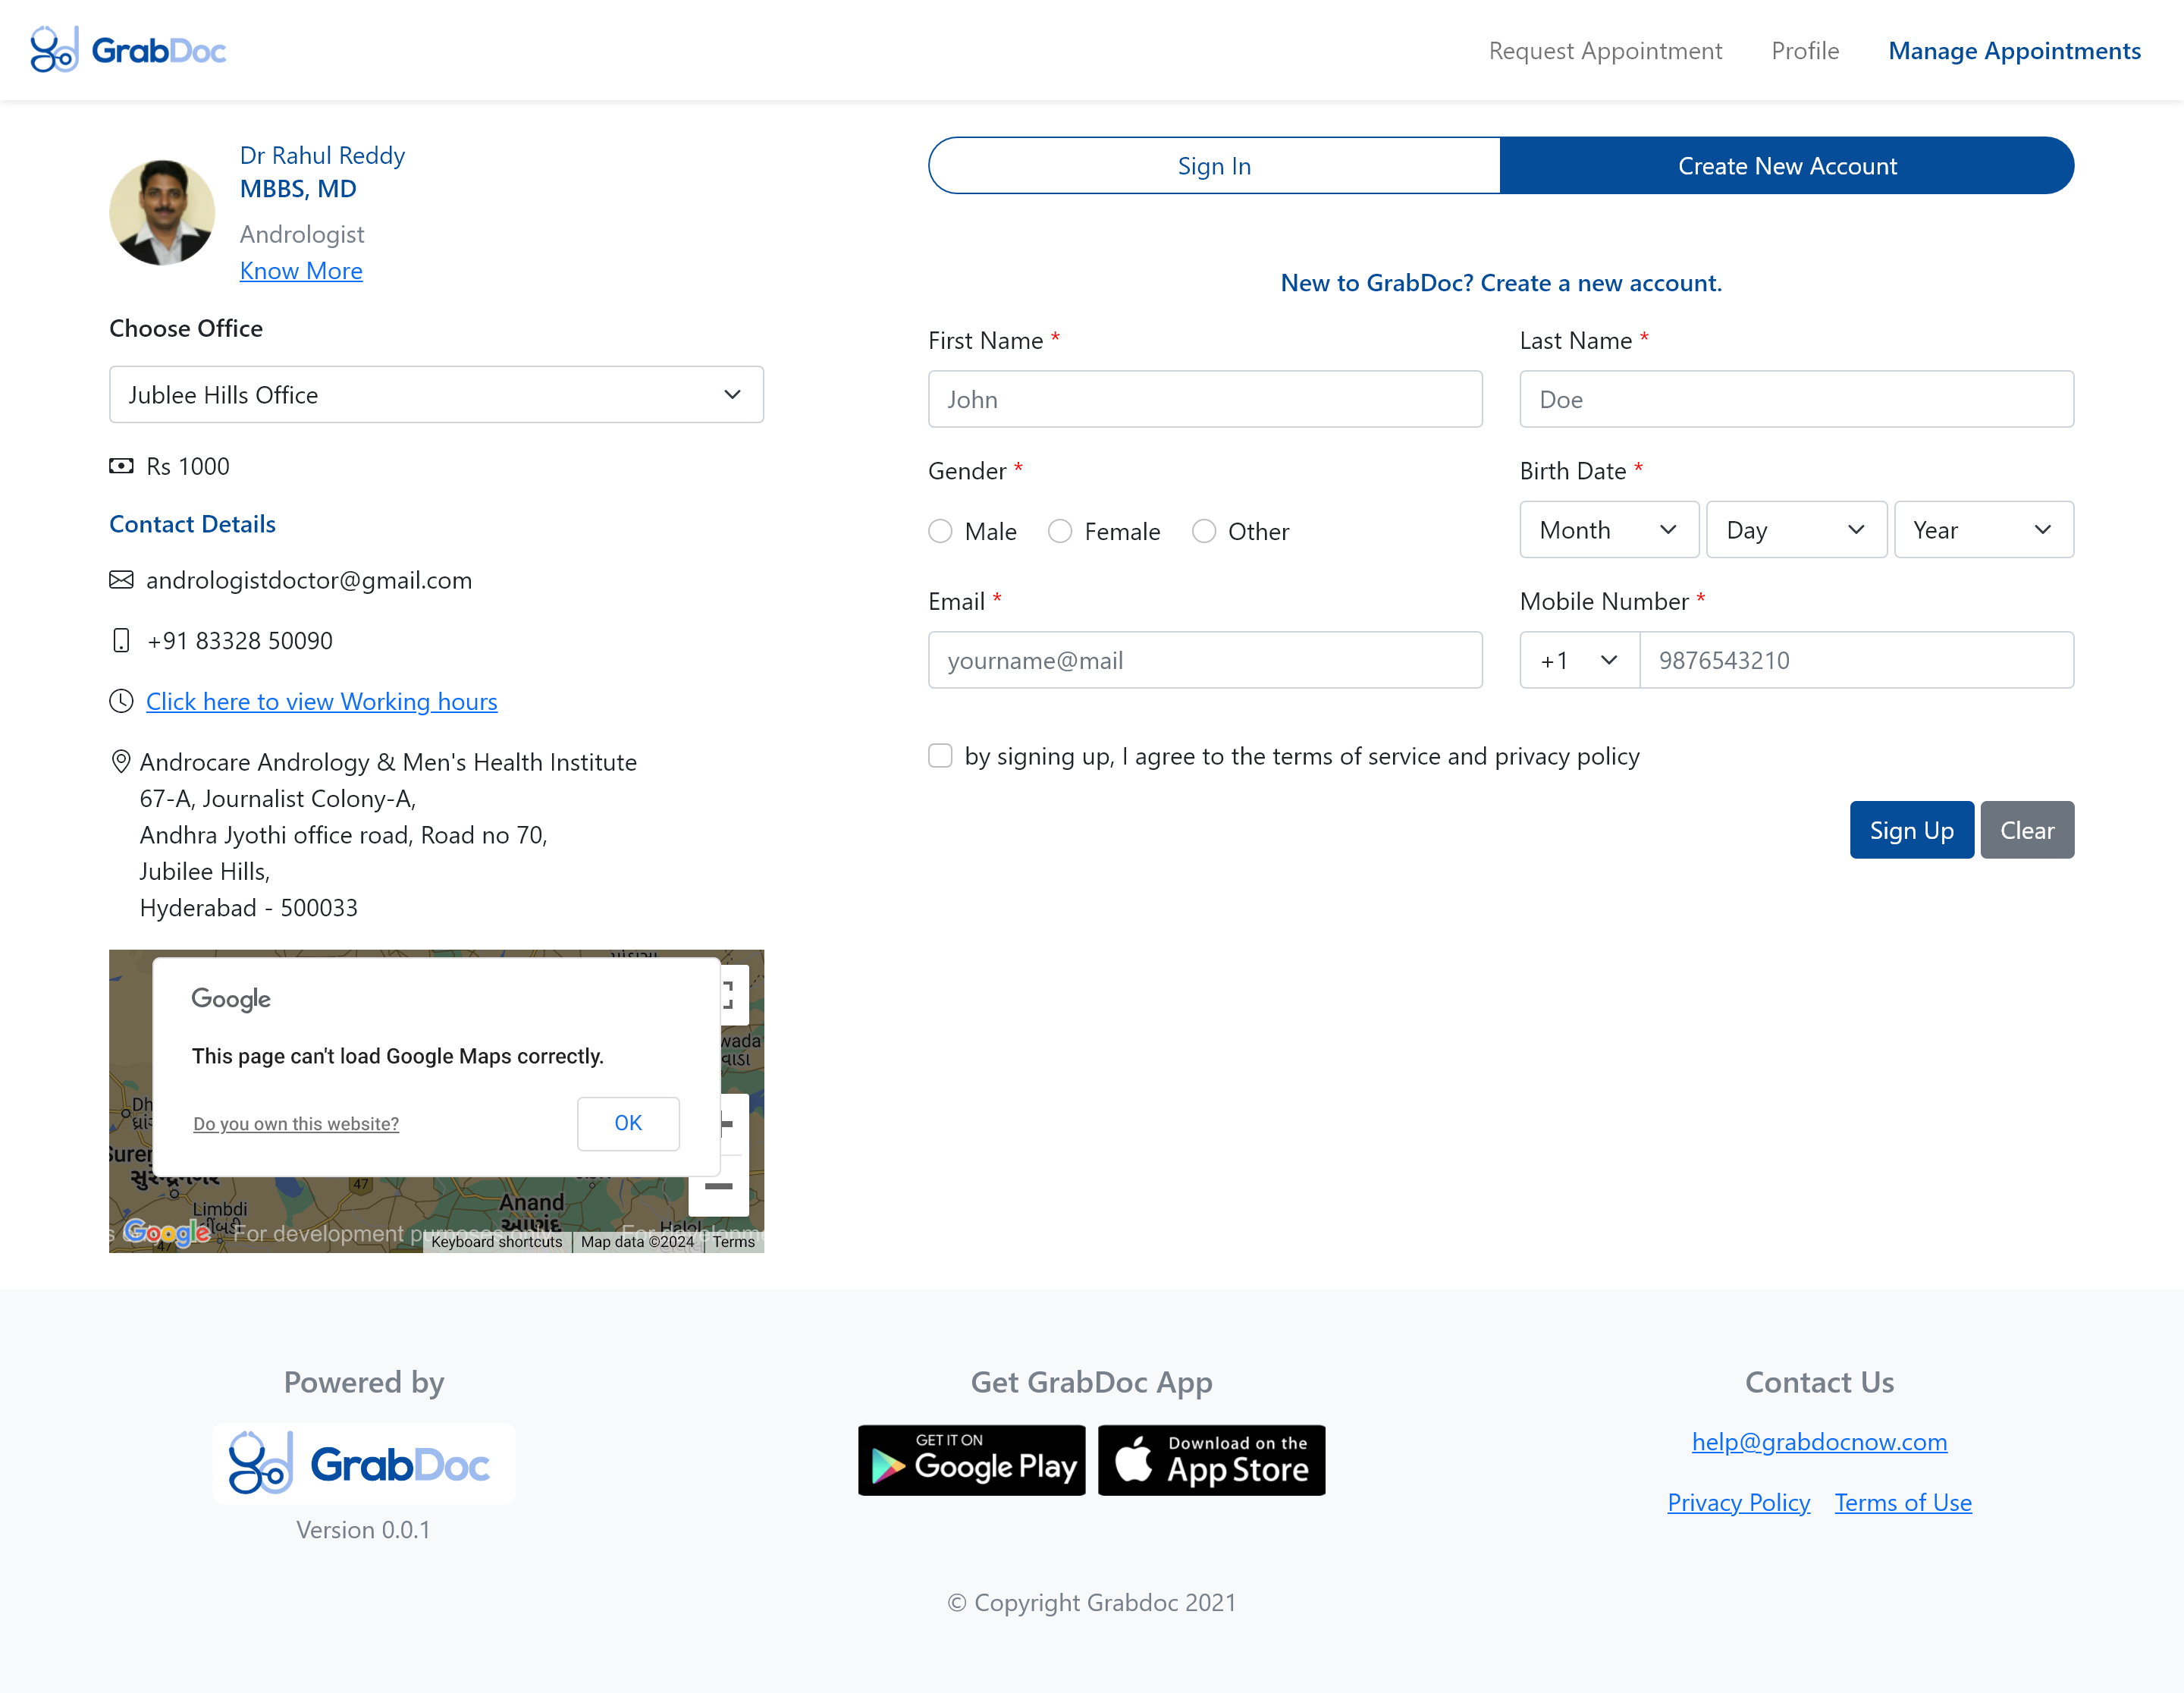 GrabDoc
Request Appointment
Profile
Manage Appointments
Dr Rahul Reddy
MBBS, MD
Andrologist
Know More
Choose Office
Jublee Hills Office
Rs 1000
Contact Details
andrologistdoctor@gmail.com
+91 83328 50090
Click here to view Working hours
Androcare Andrology & Men's Health Institute
67-A, Journalist Colony-A,
Andhra Jyothi office road, Road no 70,
Jubilee Hills,
Hyderabad - 500033
Google
This page can't load Google Maps correctly.
Do you own this website?
OK
47
Limbdi
Anand
Google
For development purposes only
47
Keyboard shortcuts
Map data ©2024
Terms
Sign In
Create New Account
New to GrabDoc? Create a new account.
First Name *
Last Name *
John
Doe
Gender *
Birth Date *
Male
Female
Other
Month
Day
Year
Email *
Mobile Number *
yourname@mail
+1
9876543210
by signing up, I agree to the terms of service and privacy policy
Sign Up
Clear
Powered by
GrabDoc
Version 0.0.1
Get GrabDoc App
GET IT ON
Google Play
Download on the
App Store
Contact Us
help@grabdocnow.com
Privacy Policy
Terms of Use
© Copyright Grabdoc 2021